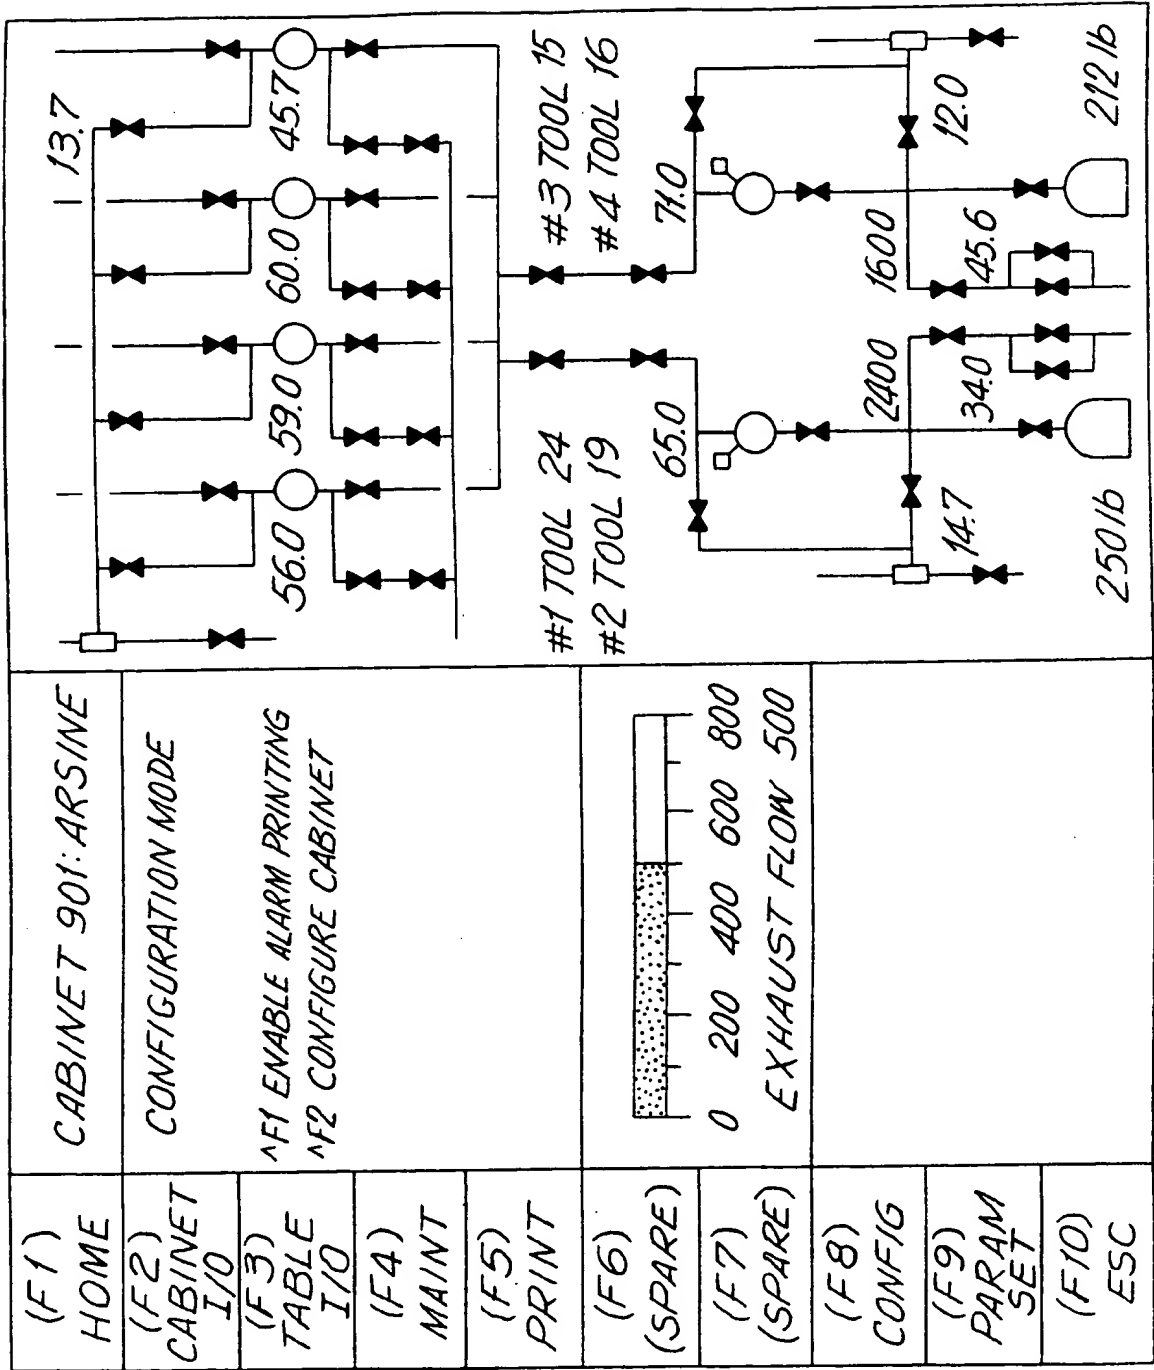 (F1)
HOME
(F2)
CABINET
I/O
(F3)
TABLE
I/O
(F4)
MAINT
(F5)
PRINT
(F6)
(SPARE)
(F7)
(SPARE)
(F8)
CONFIG
(F9)
PARAM
SET
(F10)
ESC
CABINET 901: ARSINE
CONFIGURATION MODE
^F1 ENABLE ALARM PRINTING
^F2 CONFIGURE CABINET
0 200 400 600 800
EXHAUST FLOW 500
13.7
56.0 59.0 60.0 45.7
#1 TOOL 24
#2 TOOL 19
#3 TOOL 15
#4 TOOL 16
65.0 71.0
2400 1600
14.7 34.0 45.6 12.0
250 lb 212 lb